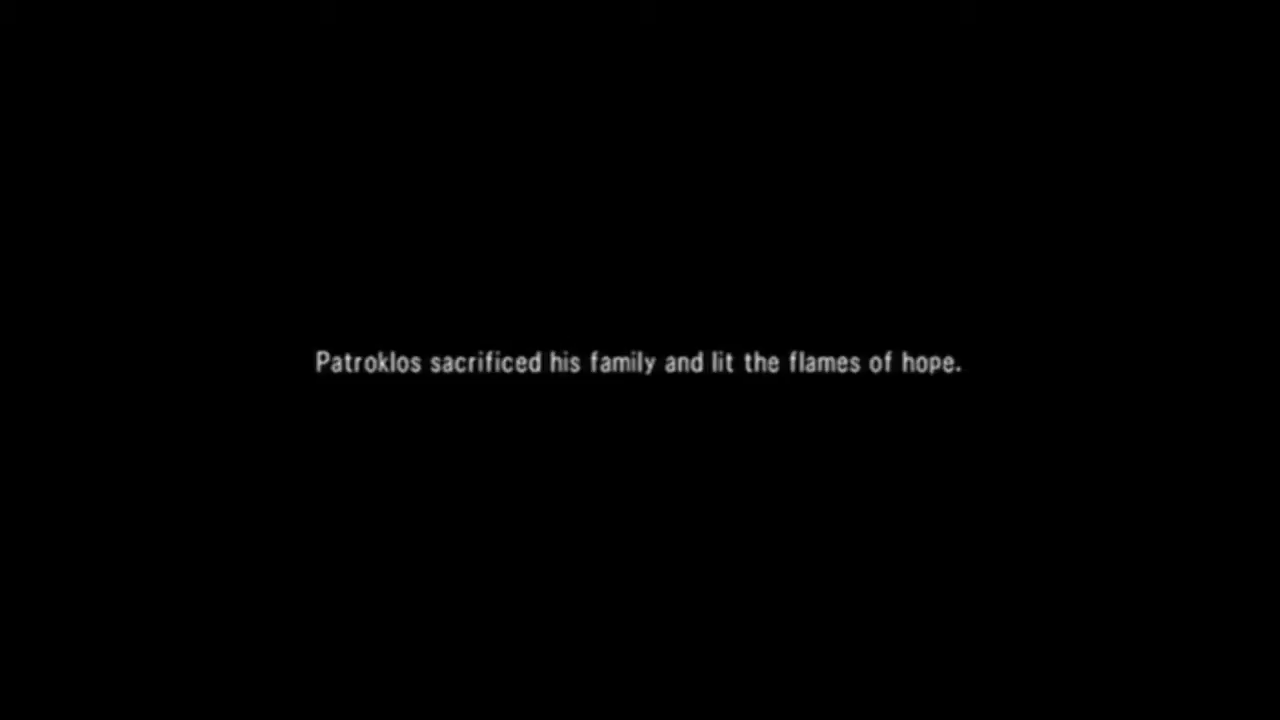 Patroklos sacrificed his family and lit the flames of hope.